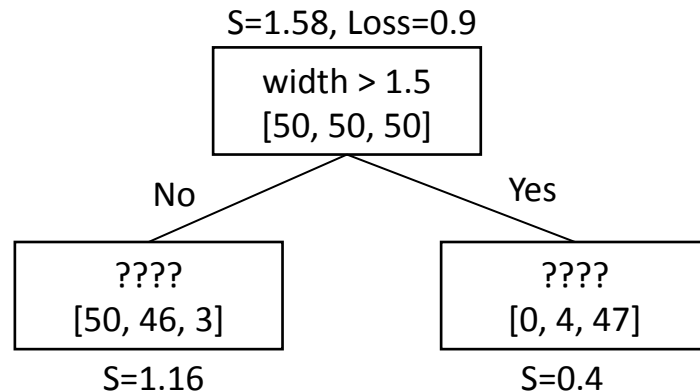 S=1.58, Loss=0.9
width > 1.5
[50, 50, 50]
No
Yes
????
[50, 46, 3]
S=1.16
????
[0, 4, 47]
S=0.4